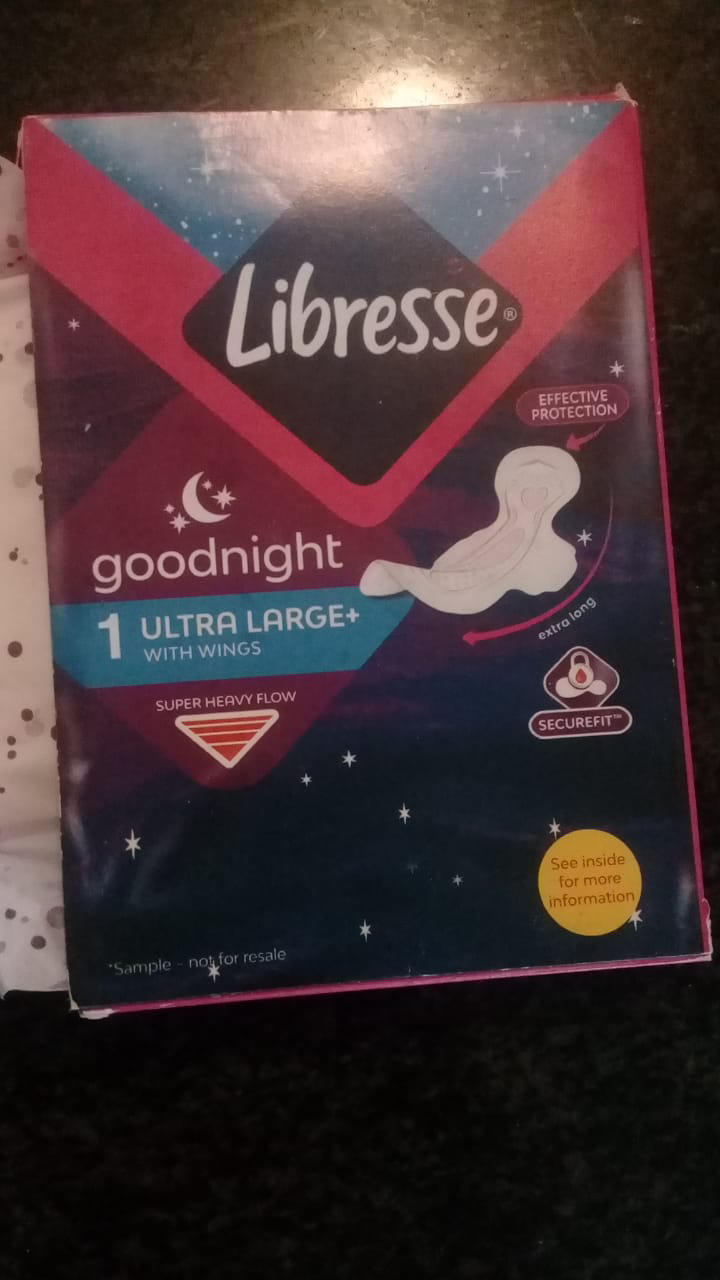 Libresse®
EFFECTIVE
PROTECTION
goodnight
1 ULTRA LARGE+
WITH WINGS
extra long
SUPER HEAVY FLOW
SECUREFIT™
See inside
for more
information
*Sample - not for resale